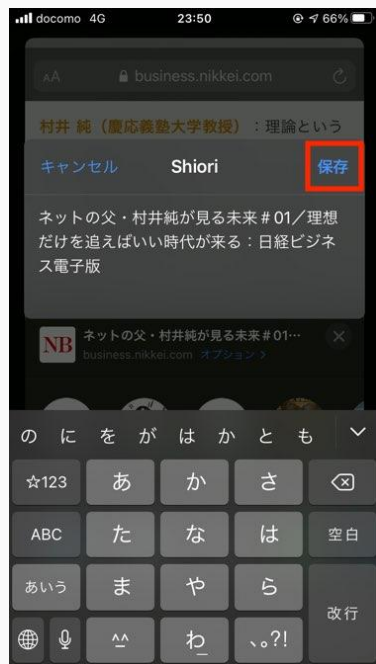 docomo 4G 23:50 66%
AA business.nikkei.com
村井 純（慶応義塾大学教授）：理論という
キャンセル Shiori 保存
ネットの父・村井純が見る未来＃01／理想
だけを追えばいい時代が来る：日経ビジネ
ス電子版
NB ネットの父・村井純が見る未来＃01…
business.nikkei.com オプション >
の に を が は か と も
☆123 あ か さ
ABC た な は 空白
あいう ま や ら
改行
^^ わ_ 、。?!